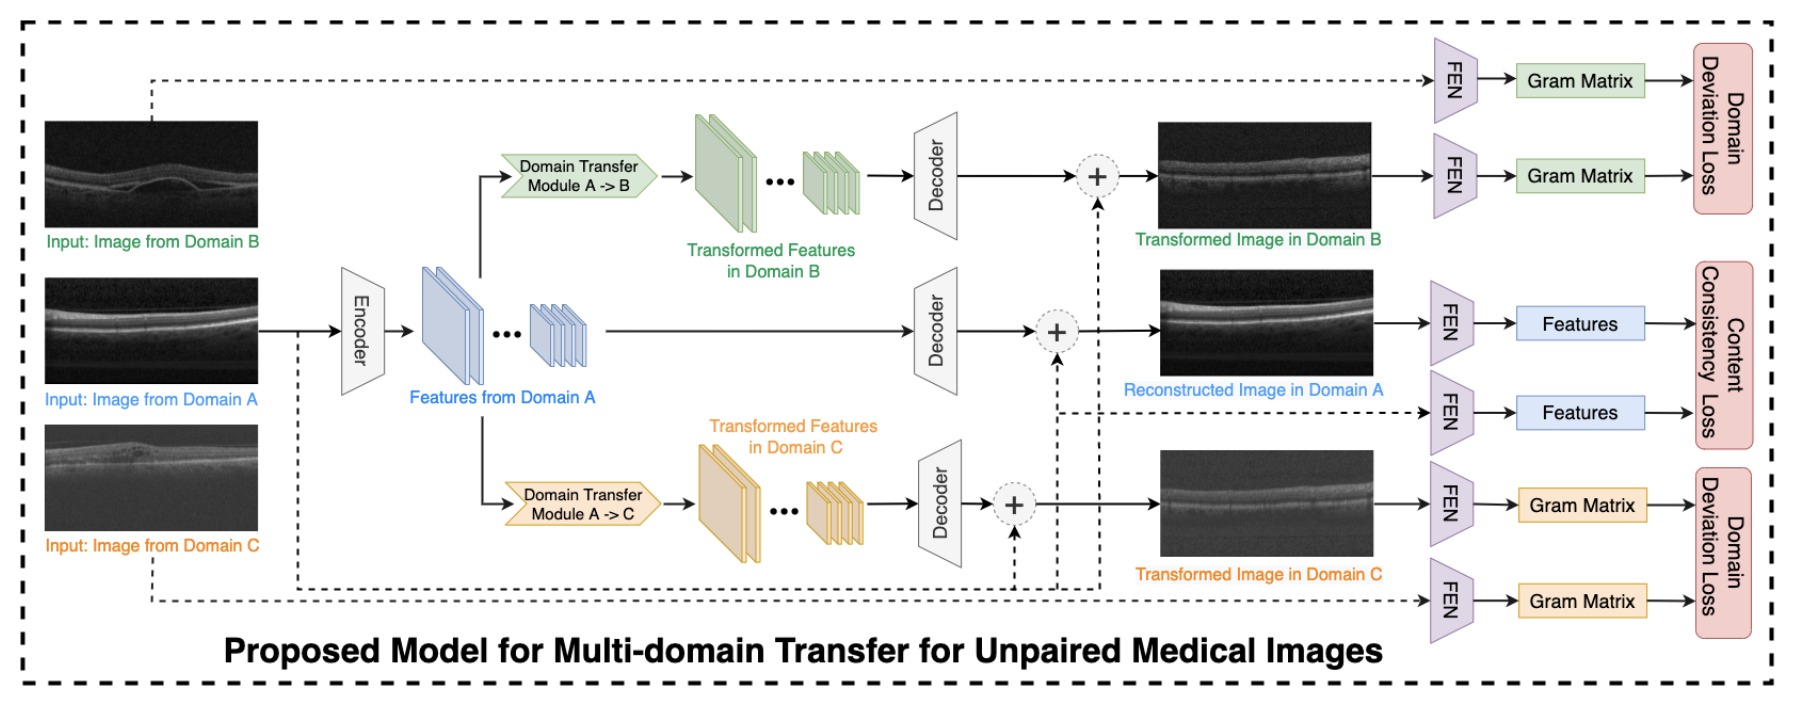 FEN
Gram Matrix
Domain
Deviation Loss
Input: Image from Domain B
Domain Transfer
Module A -> B
Transformed Features
in Domain B
Decoder
+
Transformed Image in Domain B
FEN
Gram Matrix
Input: Image from Domain A
Encoder
Features from Domain A
Decoder
+
Reconstructed Image in Domain A
FEN
Features
Content
Consistency Loss
FEN
Features
Input: Image from Domain C
Domain Transfer
Module A -> C
Transformed Features
in Domain C
Decoder
+
Transformed Image in Domain C
FEN
Gram Matrix
Domain
Deviation Loss
FEN
Gram Matrix
Proposed Model for Multi-domain Transfer for Unpaired Medical Images